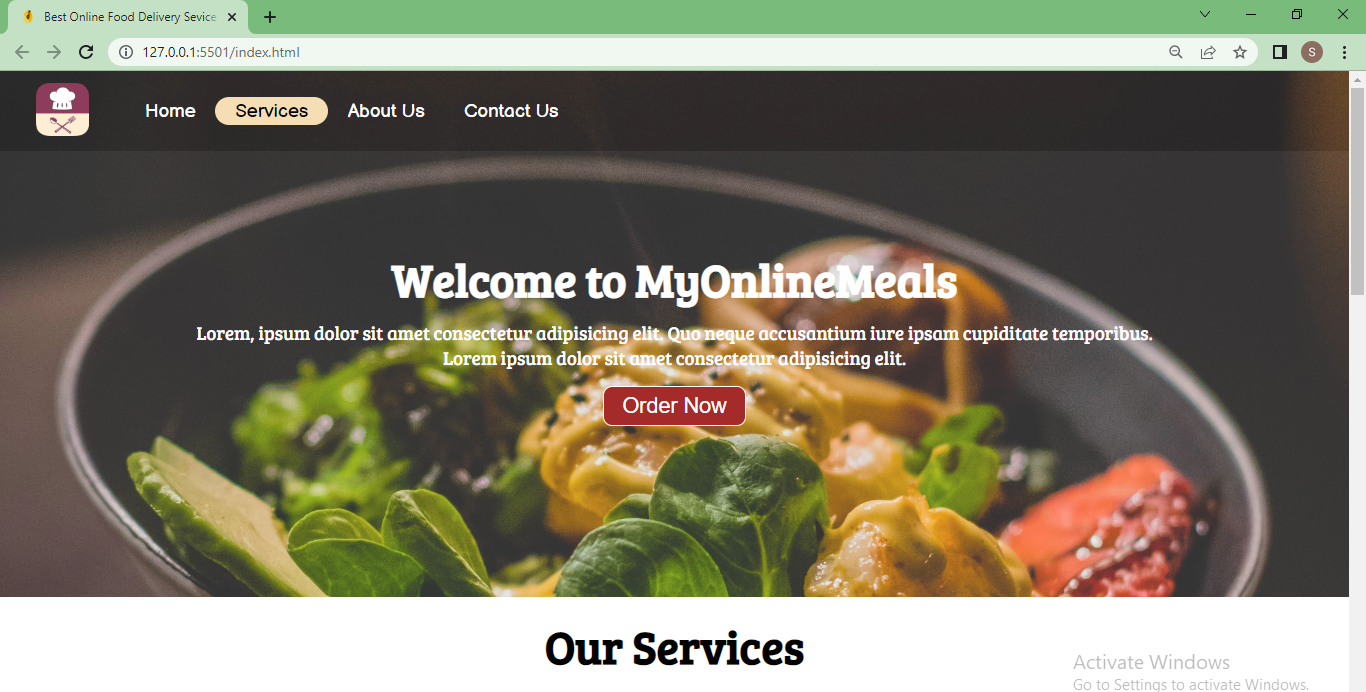 Best Online Food Delivery Sevice
127.0.0.1:5501/index.html
S
Home Services About Us Contact Us
Welcome to MyOnlineMeals
Lorem, ipsum dolor sit amet consectetur adipisicing elit. Quo neque accusantium iure ipsam cupiditate temporibus.
Lorem ipsum dolor sit amet consectetur adipisicing elit.
Order Now
Our Services
Activate Windows
Go to Settings to activate Windows.